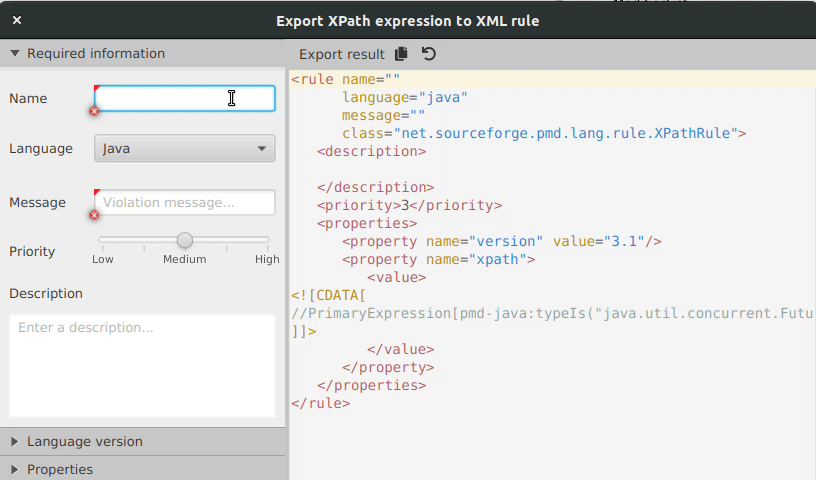 Export XPath expression to XML rule
Required information
Name
Language
Java
Message
Violation message...
Priority
Low Medium High
Description
Enter a description...
Language version
Properties
Export result
<rule name=""
language="java"
message=""
class="net.sourceforge.pmd.lang.rule.XPathRule">
<description>
</description>
<priority>3</priority>
<properties>
<property name="version" value="3.1"/>
<property name="xpath">
<value>
<![CDATA[
//PrimaryExpression[pmd-java:typeIs("java.util.concurrent.Futu
]]>
</value>
</property>
</properties>
</rule>